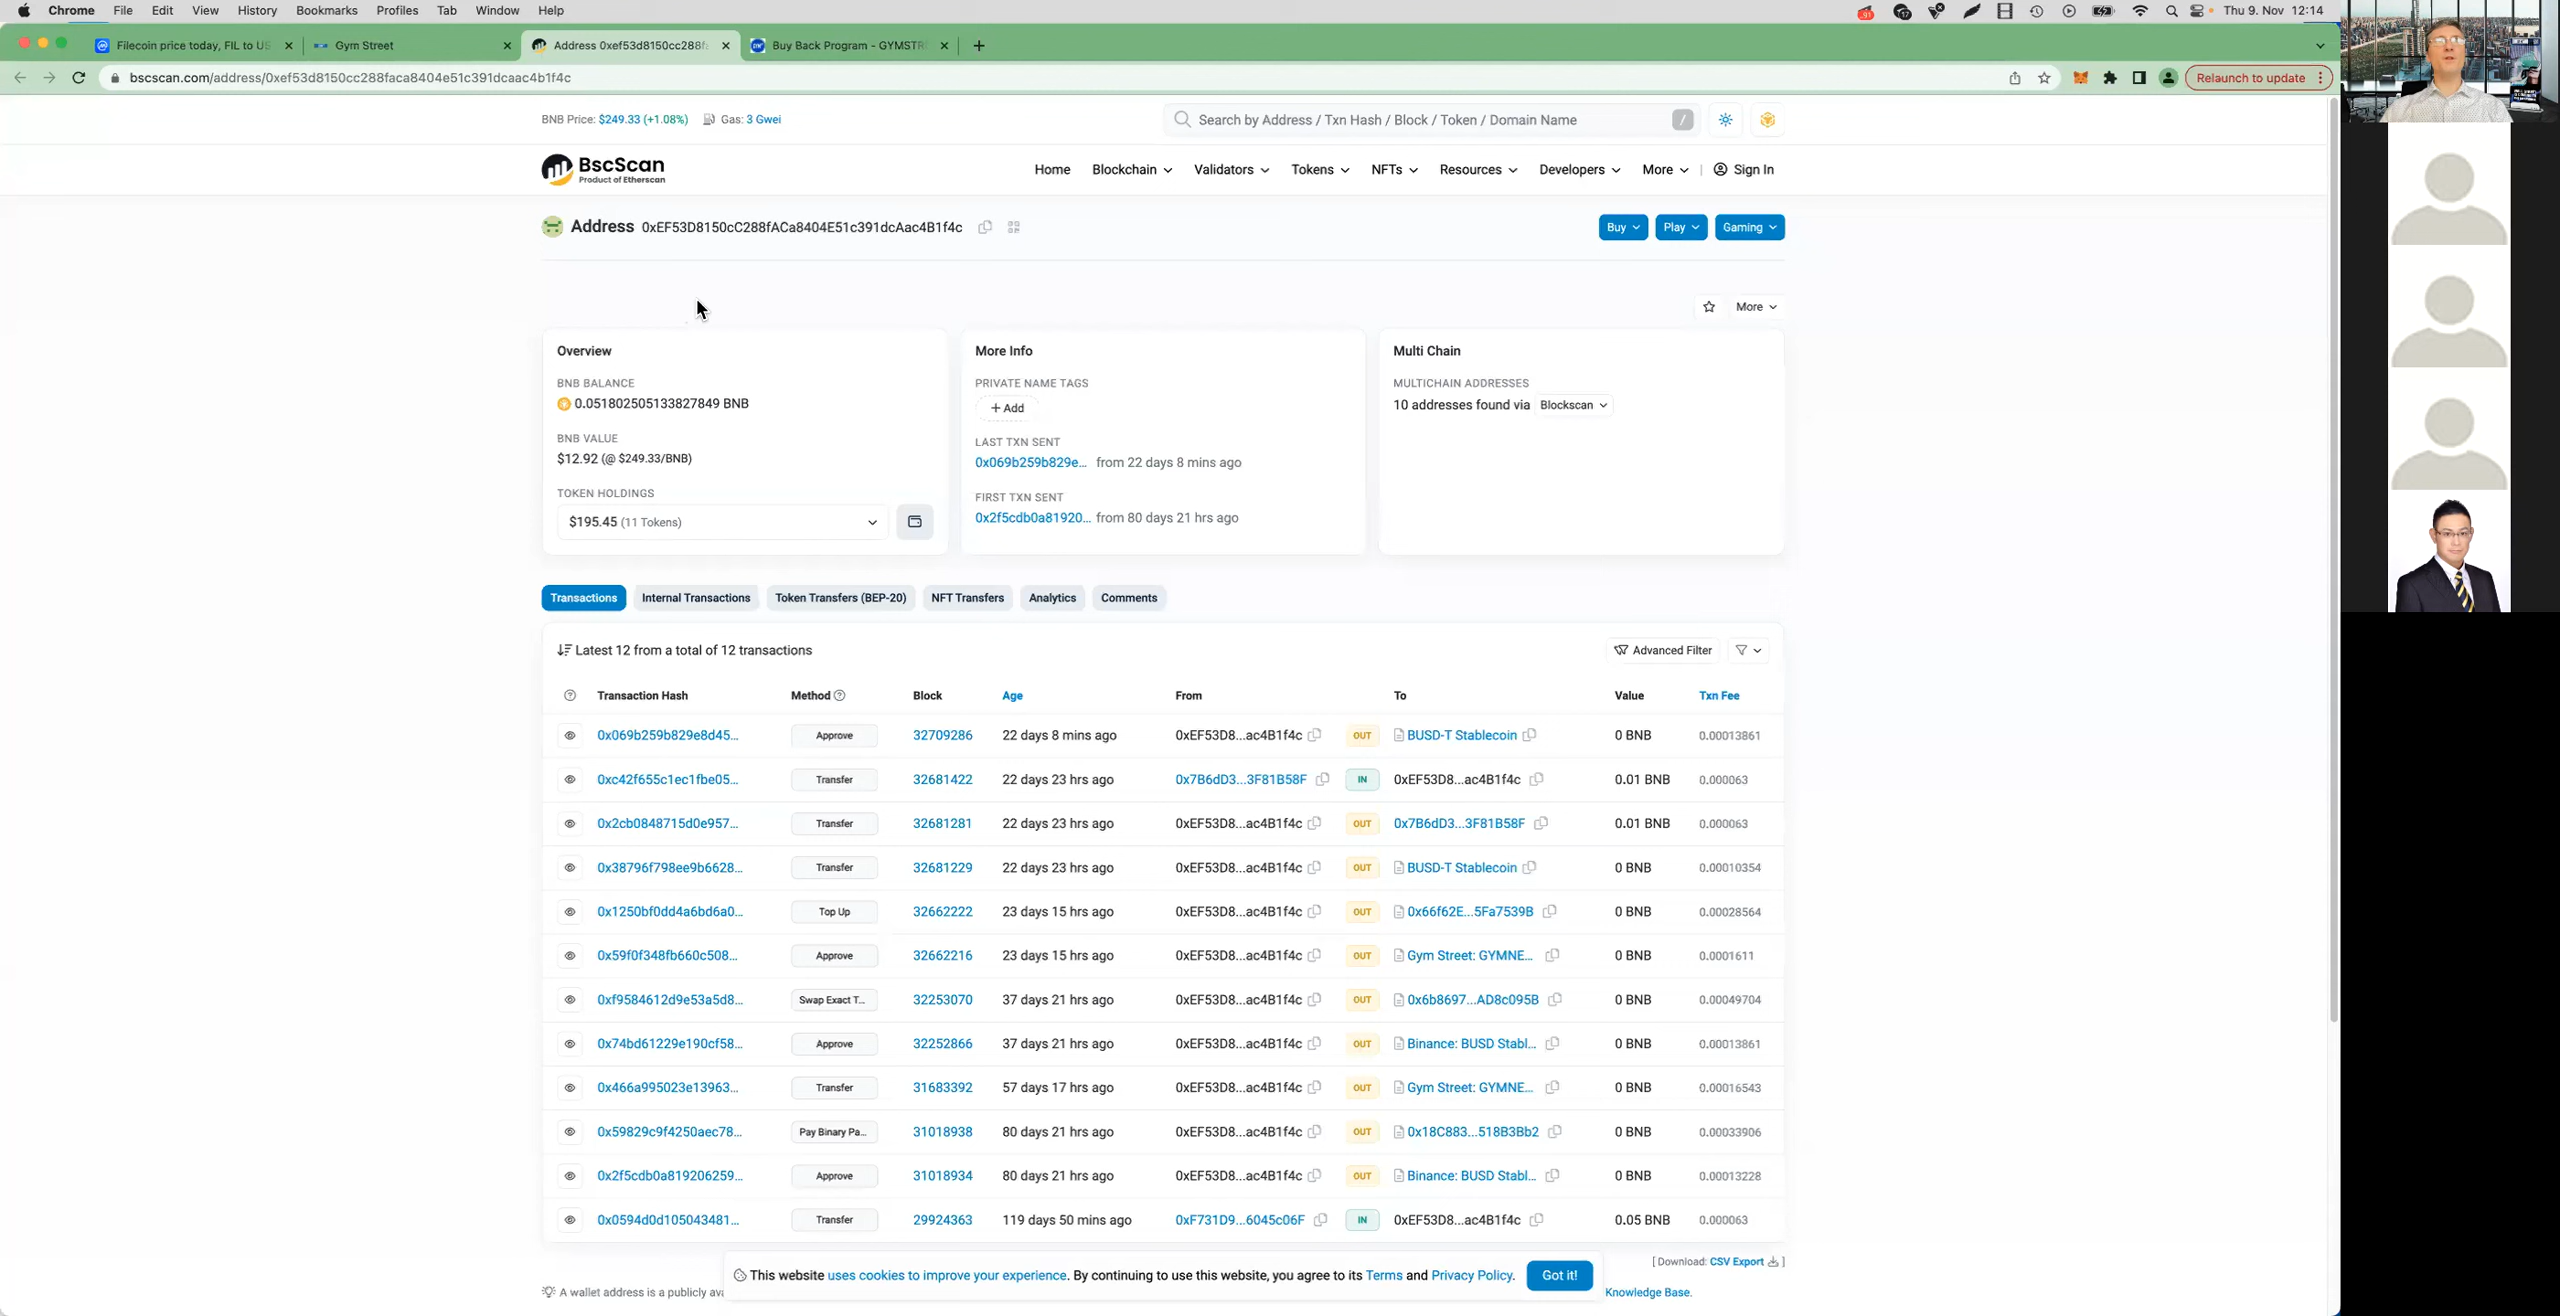 Chrome File Edit View History Bookmarks Profiles Tab Window Help Thu 9. Nov 12:14
Filecoin price today, FIL to US Gym Street Address 0xef53d8150cc288fa Buy Back Program - GYMSTR
bscscan.com/address/0xef53d8150cc288faca8404e51c391dcaac4b1f4c Relaunch to update
BNB Price: $249.33 (+1.08%) Gas: 3 Gwei Search by Address / Txn Hash / Block / Token / Domain Name /
BscScan
Product of Etherscan
Home Blockchain Validators Tokens NFTs Resources Developers More | Sign In
Address 0xEF53D8150cC288fACa8404E51c391dcAac4B1f4c Buy Play Gaming
More
Overview
BNB BALANCE
0.051802505133827849 BNB
BNB VALUE
$12.92 (@ $249.33/BNB)
TOKEN HOLDINGS
$195.45 (11 Tokens)
More Info
PRIVATE NAME TAGS
+ Add
LAST TXN SENT
0x069b259b829e... from 22 days 8 mins ago
FIRST TXN SENT
0x2f5cdb0a81920... from 80 days 21 hrs ago
Multi Chain
MULTICHAIN ADDRESSES
10 addresses found via Blockscan
Transactions Internal Transactions Token Transfers (BEP-20) NFT Transfers Analytics Comments
Latest 12 from a total of 12 transactions Advanced Filter
Transaction Hash Method Block Age From To Value Txn Fee
0x069b259b829e8d45... Approve 32709286 22 days 8 mins ago 0xEF53D8...ac4B1f4c OUT BUSD-T Stablecoin 0 BNB 0.00013861
0xc42f655c1ec1fbe05... Transfer 32681422 22 days 23 hrs ago 0x7B6dD3...3F81B58F IN 0xEF53D8...ac4B1f4c 0.01 BNB 0.000063
0x2cb0848715d0e957... Transfer 32681281 22 days 23 hrs ago 0xEF53D8...ac4B1f4c OUT 0x7B6dD3...3F81B58F 0.01 BNB 0.000063
0x38796f798ee9b6628... Transfer 32681229 22 days 23 hrs ago 0xEF53D8...ac4B1f4c OUT BUSD-T Stablecoin 0 BNB 0.00010354
0x1250bf0dd4a6bd6a0... Top Up 32662222 23 days 15 hrs ago 0xEF53D8...ac4B1f4c OUT 0x66f62E...5Fa7539B 0 BNB 0.00028564
0x59f0f348fb660c508... Approve 32662216 23 days 15 hrs ago 0xEF53D8...ac4B1f4c OUT Gym Street: GYMNE... 0 BNB 0.0001611
0xf9584612d9e53a5d8... Swap Exact T... 32253070 37 days 21 hrs ago 0xEF53D8...ac4B1f4c OUT 0x6b8697...AD8c095B 0 BNB 0.00049704
0x74bd61229e190cf58... Approve 32252866 37 days 21 hrs ago 0xEF53D8...ac4B1f4c OUT Binance: BUSD Stabl... 0 BNB 0.00013861
0x466a995023e13963... Transfer 31683392 57 days 17 hrs ago 0xEF53D8...ac4B1f4c OUT Gym Street: GYMNE... 0 BNB 0.00016543
0x59829c9f4250aec78... Pay Binary Pa... 31018938 80 days 21 hrs ago 0xEF53D8...ac4B1f4c OUT 0x18C883...518B3Bb2 0 BNB 0.00033906
0x2f5cdb0a819206259... Approve 31018934 80 days 21 hrs ago 0xEF53D8...ac4B1f4c OUT Binance: BUSD Stabl... 0 BNB 0.00013228
0x0594d0d105043481... Transfer 29924363 119 days 50 mins ago 0xF731D9...6045c06F IN 0xEF53D8...ac4B1f4c 0.05 BNB 0.000063
[ Download: CSV Export ]
This website uses cookies to improve your experience. By continuing to use this website, you agree to its Terms and Privacy Policy. Got it!
A wallet address is a publicly Knowledge Base.